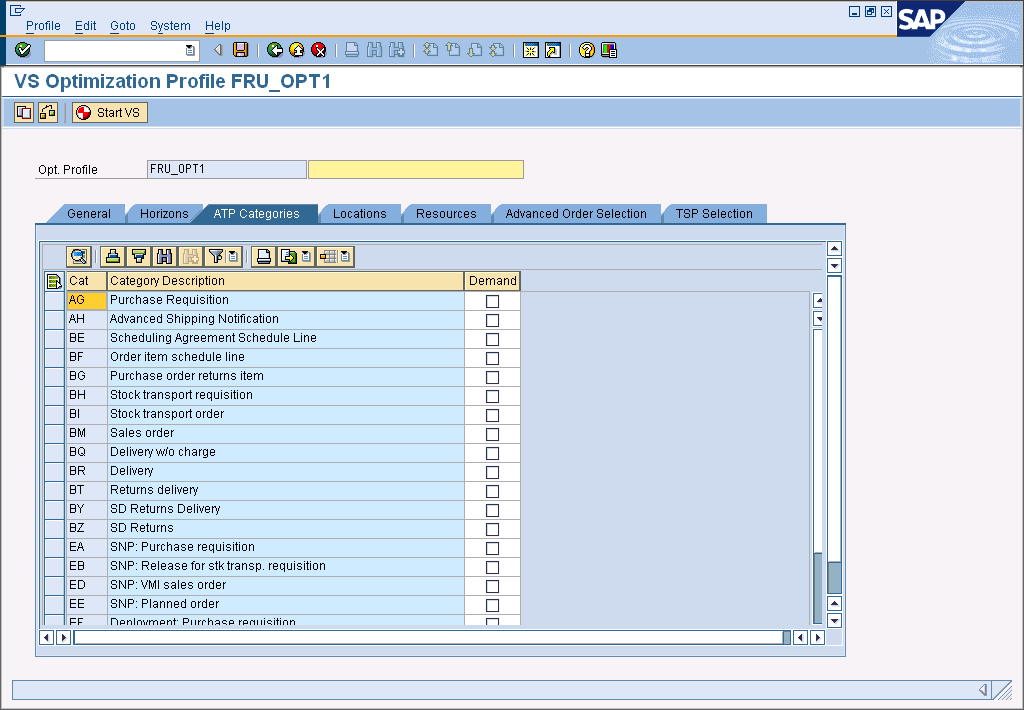 Profile Edit Goto System Help
SAP
VS Optimization Profile FRU_OPT1
Start VS
Opt. Profile FRU_OPT1
General Horizons ATP Categories Locations Resources Advanced Order Selection TSP Selection
Cat Category Description Demand
AG Purchase Requisition
AH Advanced Shipping Notification
BE Scheduling Agreement Schedule Line
BF Order item schedule line
BG Purchase order returns item
BH Stock transport requisition
BI Stock transport order
BM Sales order
BQ Delivery w/o charge
BR Delivery
BT Returns delivery
BY SD Returns Delivery
BZ SD Returns
EA SNP: Purchase requisition
EB SNP: Release for stk transp. requisition
ED SNP: VMI sales order
EE SNP: Planned order
EF Deployment: Purchase requisition